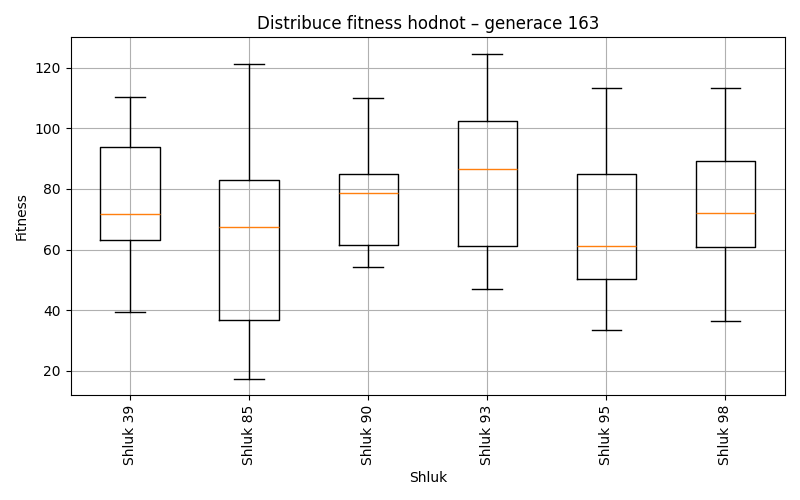 Distribuce fitness hodnot – generace 163
Fitness
120
100
80
60
40
20
Shluk 39
Shluk 85
Shluk 90
Shluk 93
Shluk 95
Shluk 98
Shluk